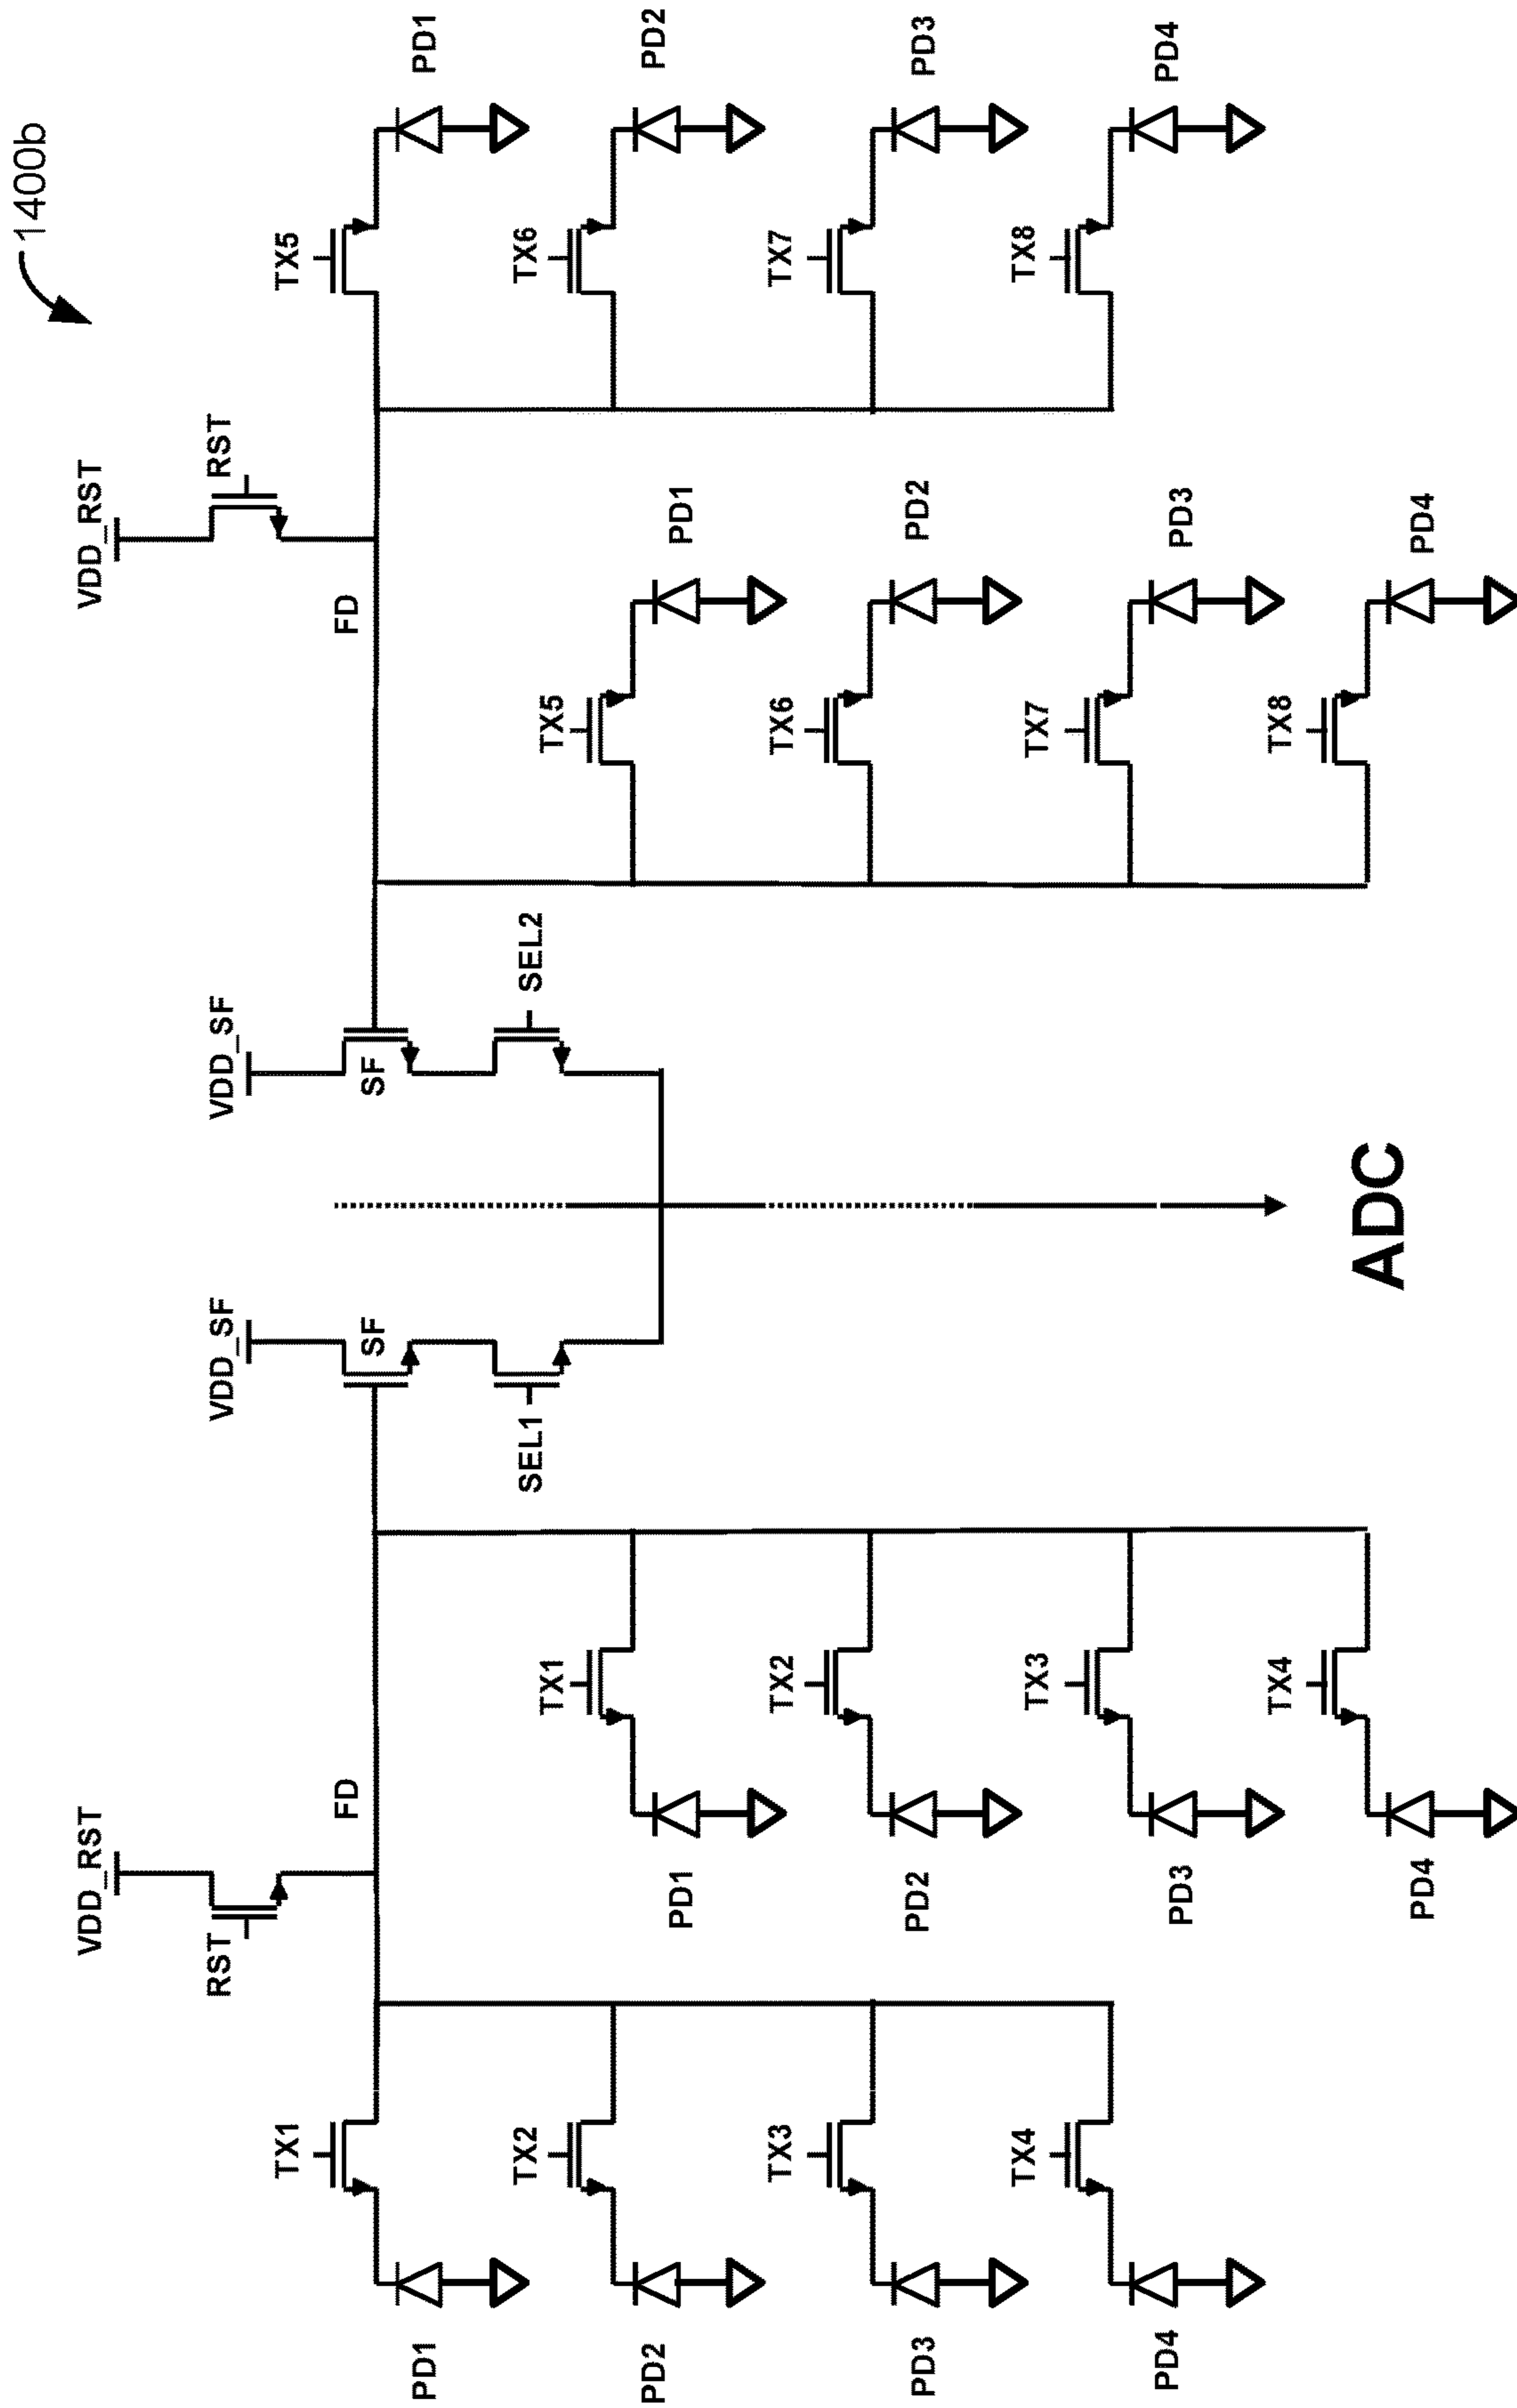 1400b
VDD_RST
VDD_RST
RST
VDD_SF
VDD_SF
RST
TX1
TX5
FD
FD
SF
SF
PD1
PD1
TX2
SEL1
SEL2
TX6
TX1
TX5
PD2
PD2
PD1
PD1
TX3
TX2
TX6
TX7
PD3
PD2
PD2
PD3
TX4
TX3
TX7
TX8
PD4
PD3
PD3
PD4
TX4
TX8
ADC
PD4
PD4